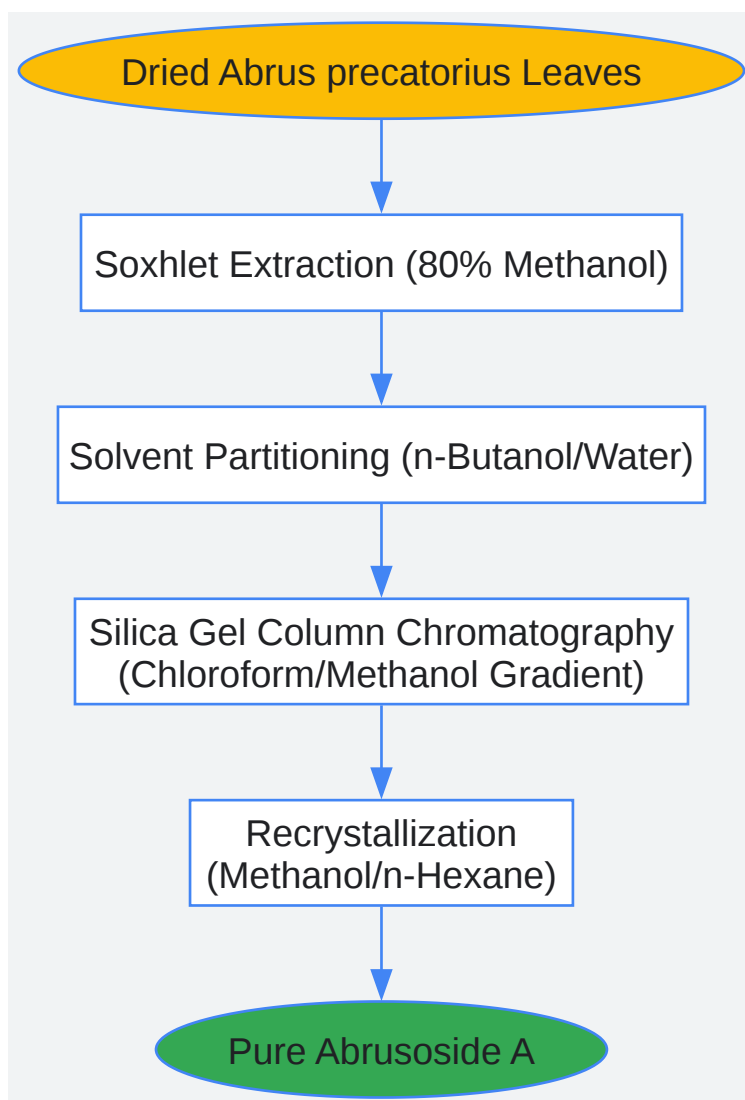 Dried Abrus precatorius Leaves
Soxhlet Extraction (80% Methanol)
Solvent Partitioning (n-Butanol/Water)
Silica Gel Column Chromatography
(Chloroform/Methanol Gradient)
Recrystallization
(Methanol/n-Hexane)
Pure Abrusoside A